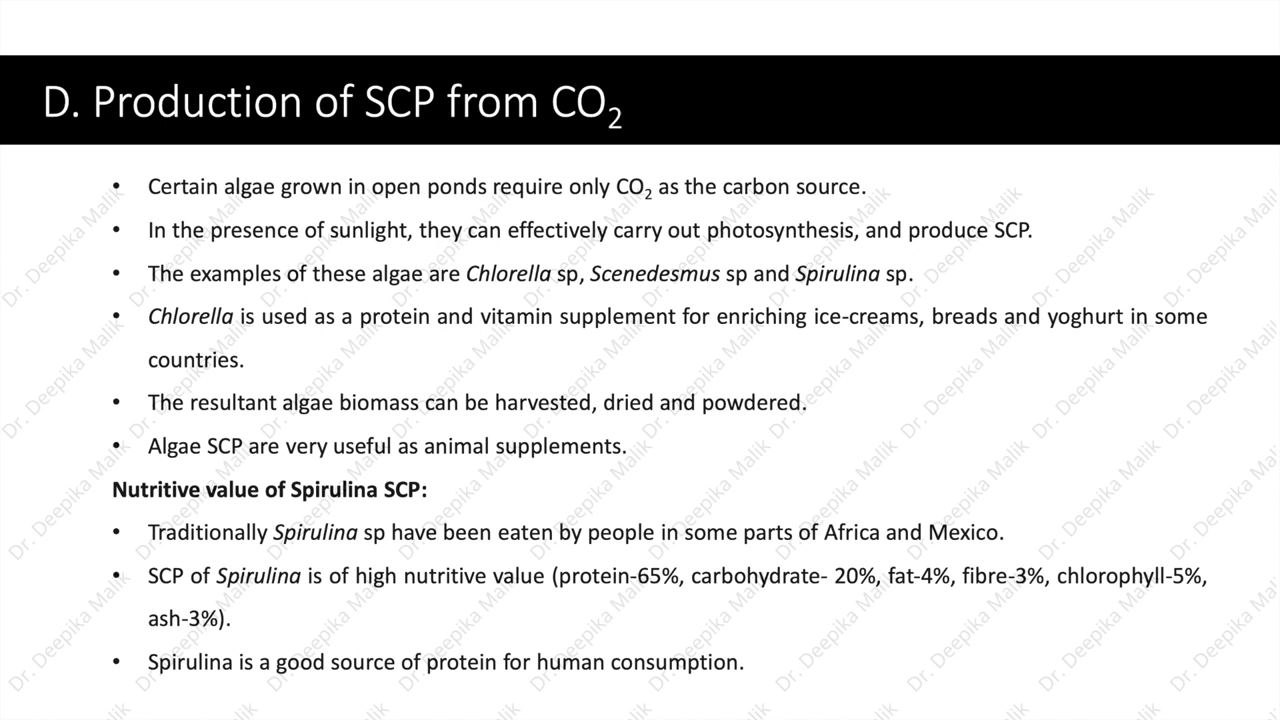 D. Production of SCP from CO₂
• Certain algae grown in open ponds require only CO₂ as the carbon source.
• In the presence of sunlight, they can effectively carry out photosynthesis, and produce SCP.
• The examples of these algae are Chlorella sp, Scenedesmus sp and Spirulina sp.
• Chlorella is used as a protein and vitamin supplement for enriching ice-creams, breads and yoghurt in some
countries.
• The resultant algae biomass can be harvested, dried and powdered.
• Algae SCP are very useful as animal supplements.
Nutritive value of Spirulina SCP:
• Traditionally Spirulina sp have been eaten by people in some parts of Africa and Mexico.
• SCP of Spirulina is of high nutritive value (protein-65%, carbohydrate- 20%, fat-4%, fibre-3%, chlorophyll-5%,
ash-3%).
• Spirulina is a good source of protein for human consumption.
Dr. Deepika Malik